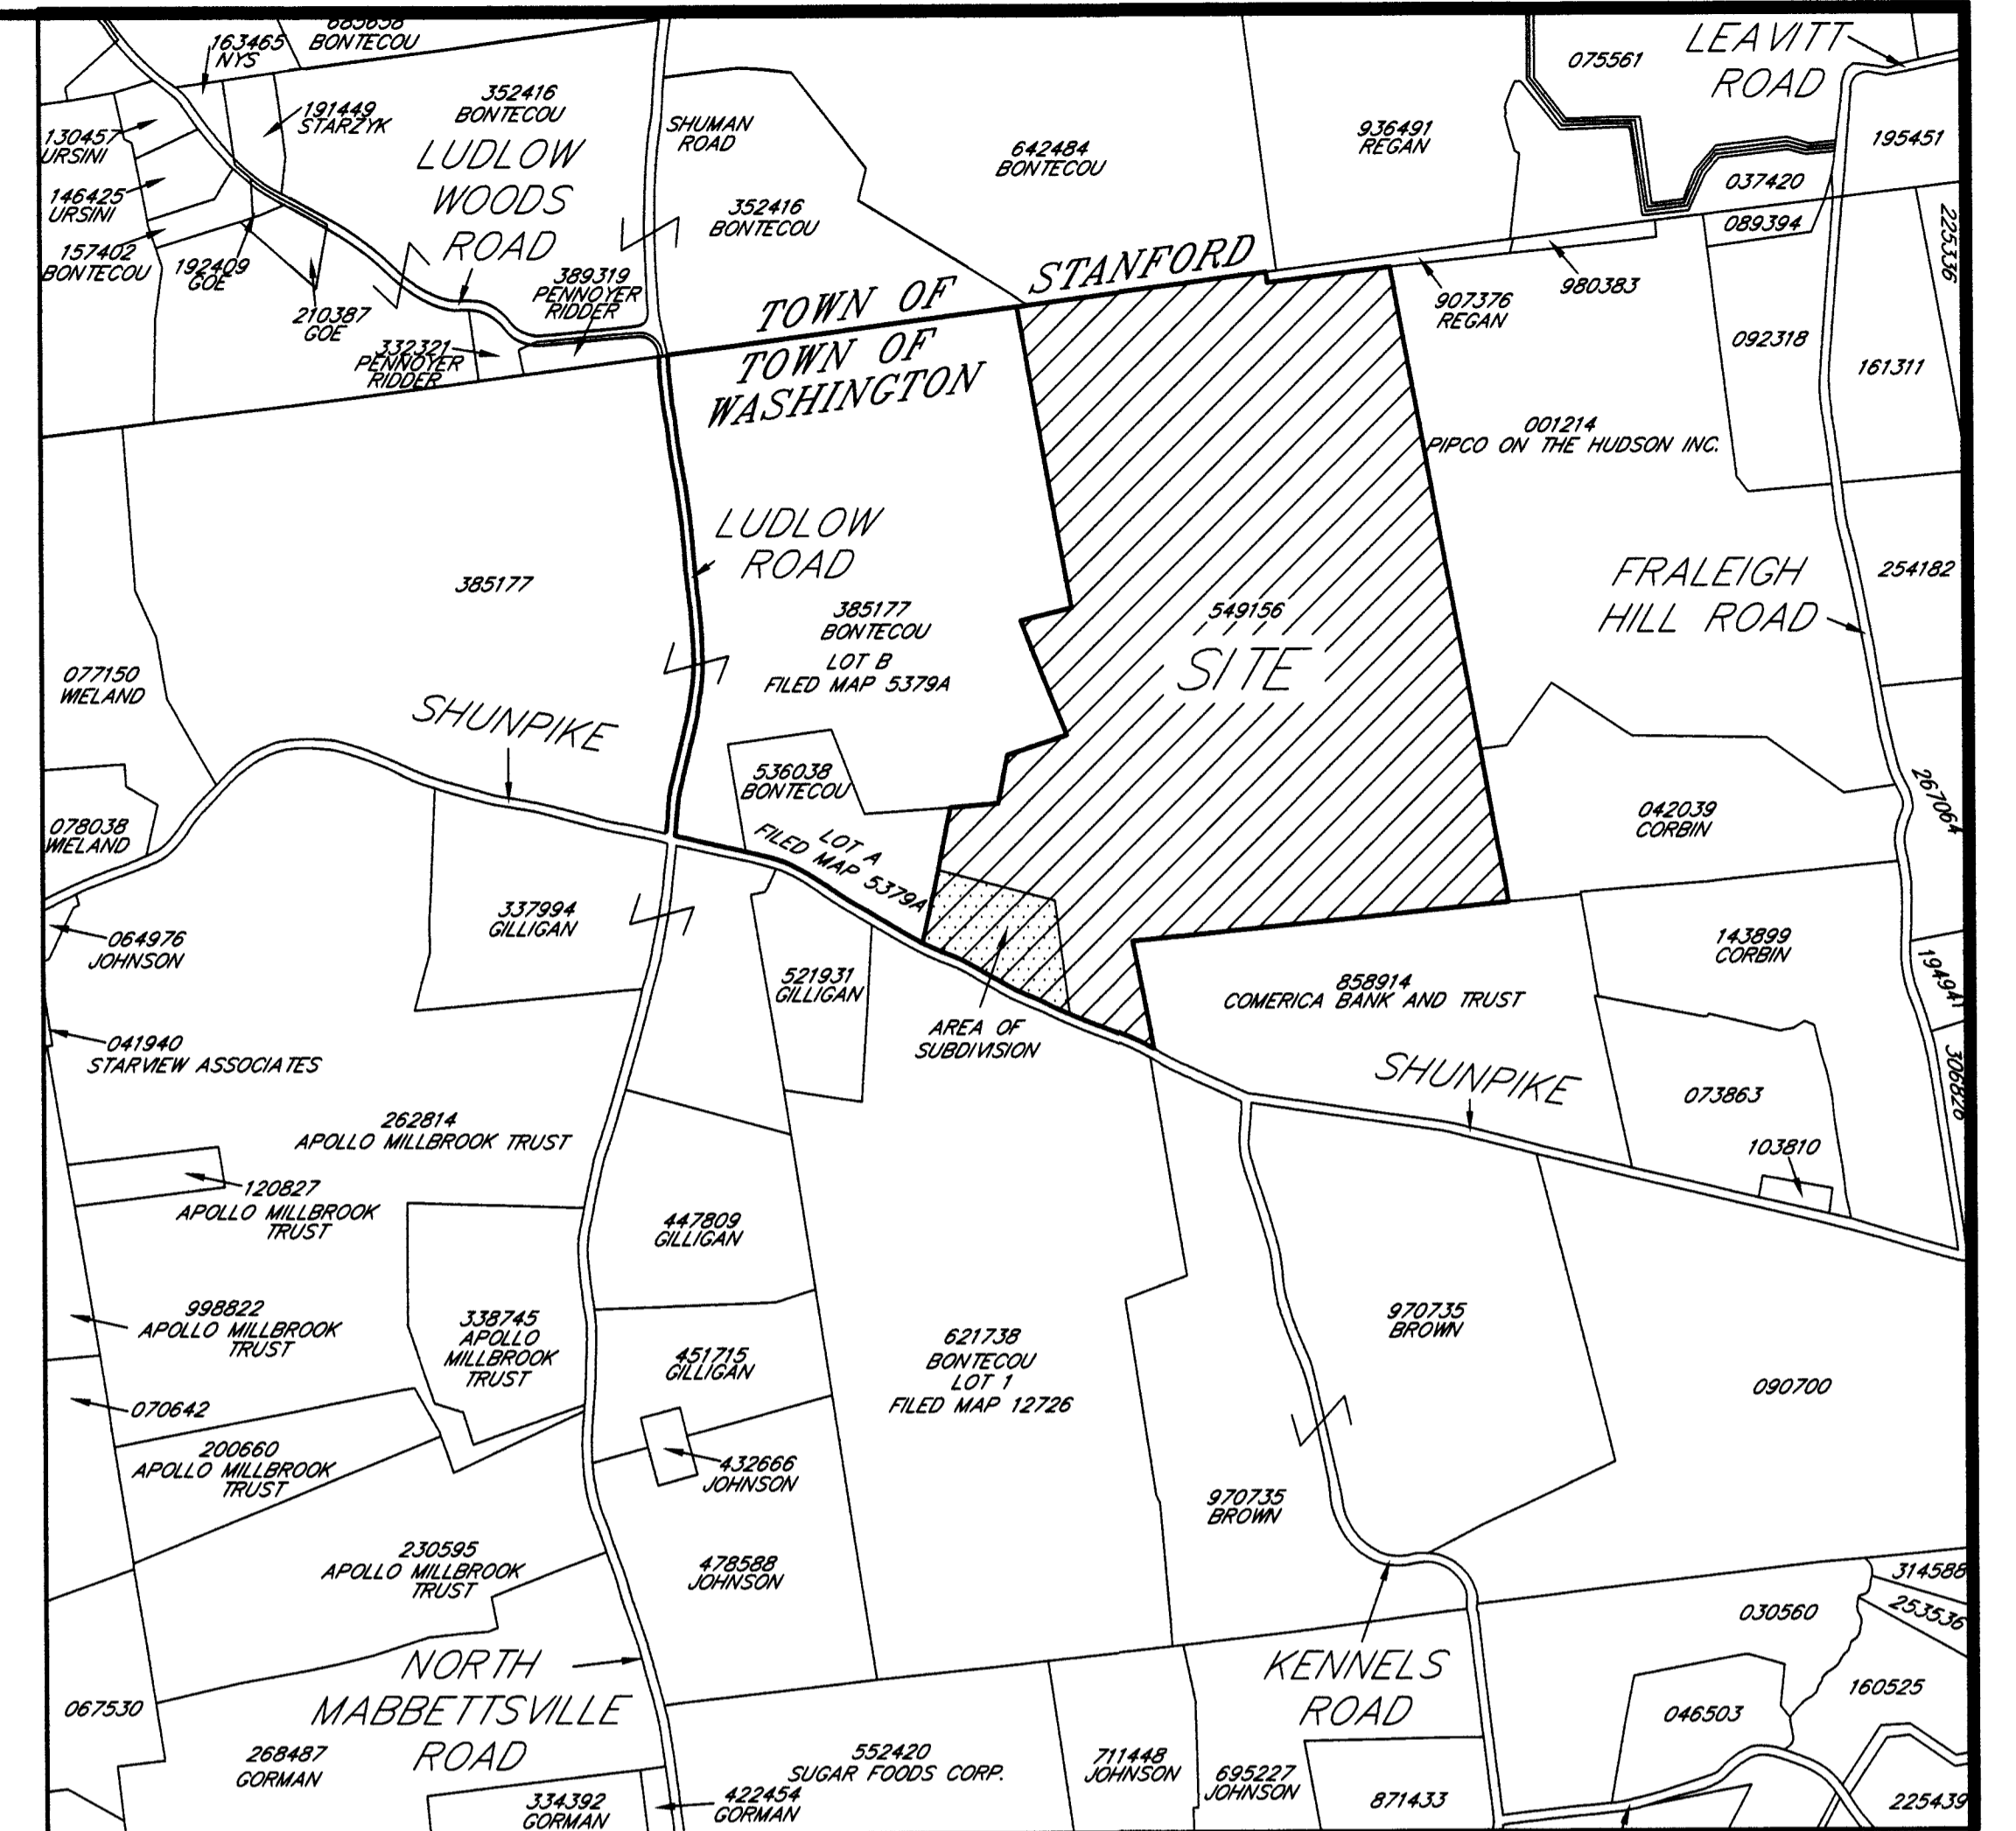 685638
BONTECOU
163465
NYS
LEAVITT
ROAD
075561
352416
BONTECOU
191449
STARZYK
130457
URSINI
SHUMAN
ROAD
936491
REGAN
195451
642484
BONTECOU
LUDLOW
WOODS
ROAD
146425
URSINI
037420
352416
BONTECOU
089394
225336
157402
BONTECOU
192409
GOE
STANFORD
TOWN OF
389319
PENNOYER
RIDDER
980383
907376
REGAN
210387
GOE
332321
PENNOYER
RIDDER
TOWN OF
WASHINGTON
092318
161311
001214
PIPCO ON THE HUDSON INC.
LUDLOW
ROAD
385177
FRALEIGH
HILL ROAD
254182
385177
BONTECOU
LOT B
FILED MAP 5379A
549156
SITE
077150
WIELAND
SHUNPIKE
536038
BONTECOU
267064
042039
CORBIN
078038
WIELAND
LOT A
FILED MAP 5379A
337994
GILLIGAN
064976
JOHNSON
143899
CORBIN
521931
GILLIGAN
858914
COMERICA BANK AND TRUST
194941
AREA OF
SUBDIVISION
041940
STARVIEW ASSOCIATES
SHUNPIKE
306826
073863
262814
APOLLO MILLBROOK TRUST
103810
120827
APOLLO MILLBROOK
TRUST
447809
GILLIGAN
998822
APOLLO MILLBROOK
TRUST
338745
APOLLO
MILLBROOK
TRUST
970735
BROWN
621738
BONTECOU
LOT 1
FILED MAP 12726
451715
GILLIGAN
090700
070642
200660
APOLLO MILLBROOK
TRUST
432666
JOHNSON
970735
BROWN
230595
APOLLO MILLBROOK
TRUST
478588
JOHNSON
314588
253536
030560
NORTH
MABBETTSVILLE
ROAD
KENNELS
ROAD
160525
067530
046503
268487
GORMAN
552420
SUGAR FOODS CORP.
711448
JOHNSON
695227
JOHNSON
334392
GORMAN
422454
GORMAN
871433
225439